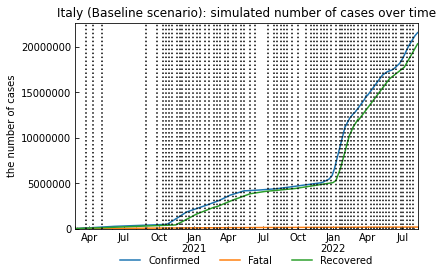 Italy (Baseline scenario): simulated number of cases over time
the number of cases
20000000
15000000
10000000
5000000
0
Apr Jul Oct Jan Apr Jul Oct Jan Apr Jul
2021 2022
Confirmed Fatal Recovered